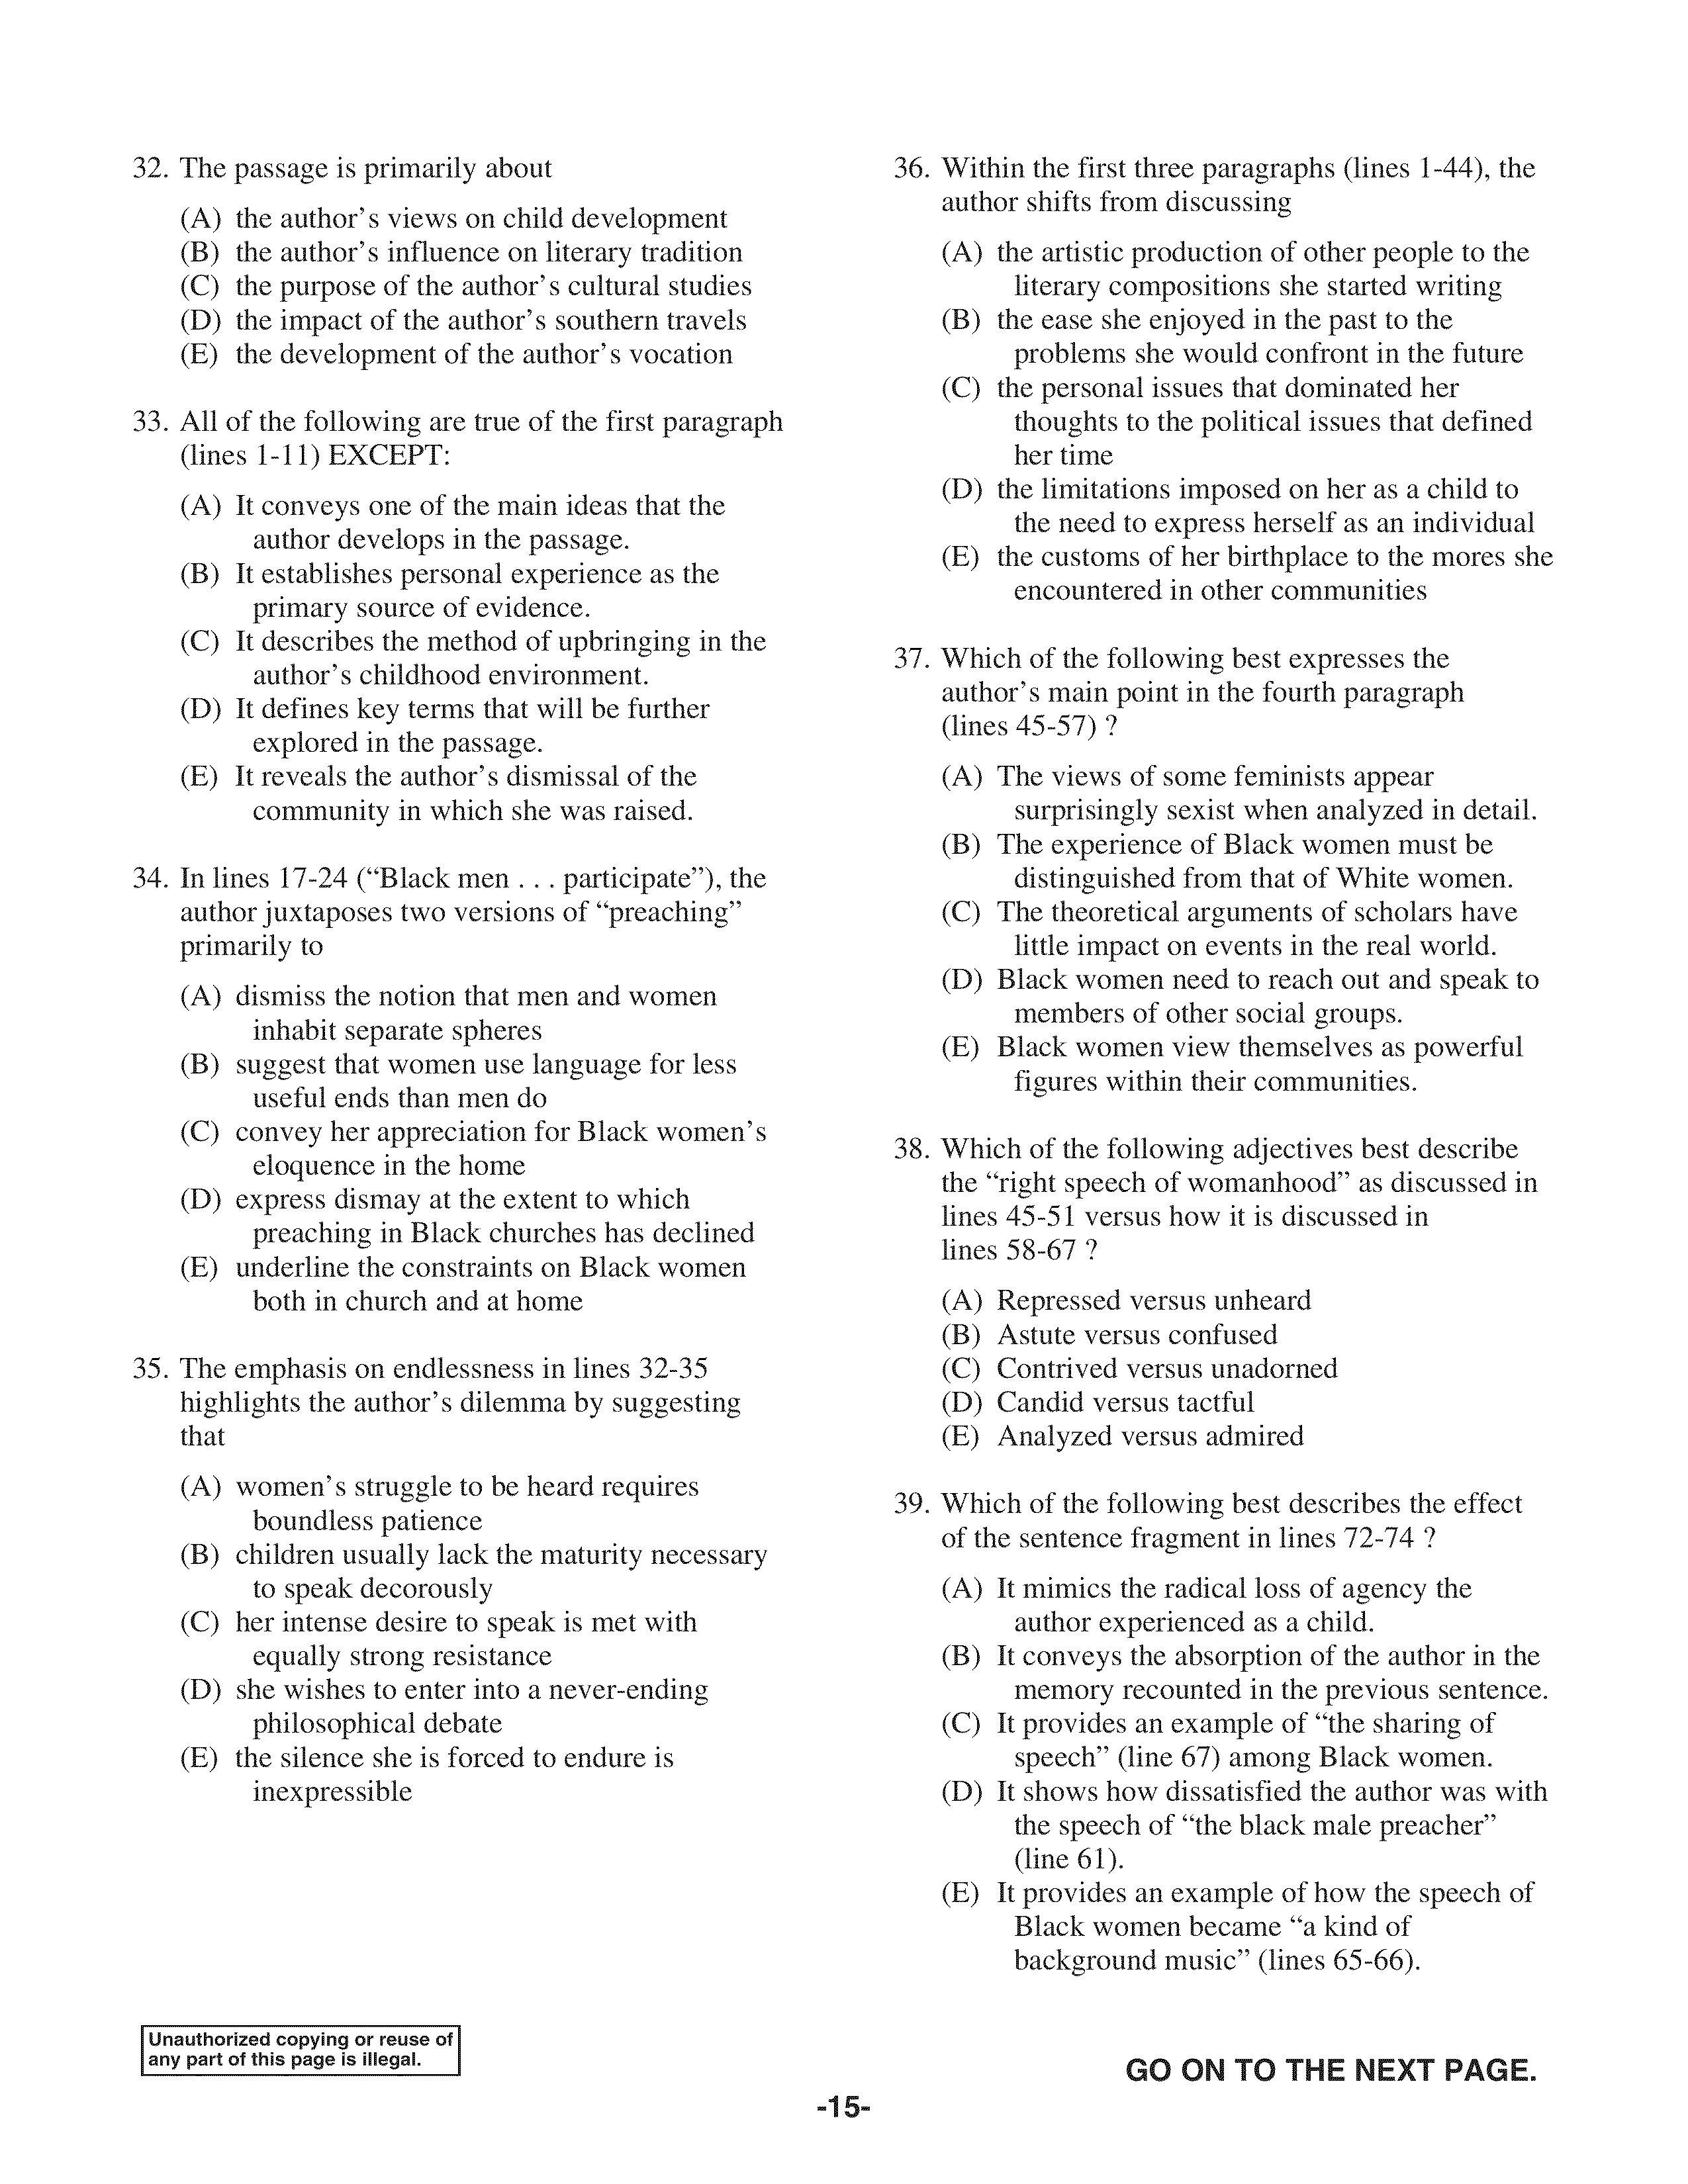 32. The passage is primarily about
(A) the author's views on child development
(B) the author's influence on literary tradition
(C) the purpose of the author's cultural studies
(D) the impact of the author's southern travels
(E) the development of the author's vocation
33. All of the following are true of the first paragraph
(lines 1-11) EXCEPT:
(A) It conveys one of the main ideas that the
author develops in the passage.
(B) It establishes personal experience as the
primary source of evidence.
(C) It describes the method of upbringing in the
author's childhood environment.
(D) It defines key terms that will be further
explored in the passage.
(E) It reveals the author's dismissal of the
community in which she was raised.
34. In lines 17-24 (“Black men . . . participate”), the
author juxtaposes two versions of “preaching”
primarily to
(A) dismiss the notion that men and women
inhabit separate spheres
(B) suggest that women use language for less
useful ends than men do
(C) convey her appreciation for Black women's
eloquence in the home
(D) express dismay at the extent to which
preaching in Black churches has declined
(E) underline the constraints on Black women
both in church and at home
35. The emphasis on endlessness in lines 32-35
highlights the author's dilemma by suggesting
that
(A) women's struggle to be heard requires
boundless patience
(B) children usually lack the maturity necessary
to speak decorously
(C) her intense desire to speak is met with
equally strong resistance
(D) she wishes to enter into a never-ending
philosophical debate
(E) the silence she is forced to endure is
inexpressible
36. Within the first three paragraphs (lines 1-44), the
author shifts from discussing
(A) the artistic production of other people to the
literary compositions she started writing
(B) the ease she enjoyed in the past to the
problems she would confront in the future
(C) the personal issues that dominated her
thoughts to the political issues that defined
her time
(D) the limitations imposed on her as a child to
the need to express herself as an individual
(E) the customs of her birthplace to the mores she
encountered in other communities
37. Which of the following best expresses the
author's main point in the fourth paragraph
(lines 45-57) ?
(A) The views of some feminists appear
surprisingly sexist when analyzed in detail.
(B) The experience of Black women must be
distinguished from that of White women.
(C) The theoretical arguments of scholars have
little impact on events in the real world.
(D) Black women need to reach out and speak to
members of other social groups.
(E) Black women view themselves as powerful
figures within their communities.
38. Which of the following adjectives best describe
the “right speech of womanhood” as discussed in
lines 45-51 versus how it is discussed in
lines 58-67 ?
(A) Repressed versus unheard
(B) Astute versus confused
(C) Contrived versus unadorned
(D) Candid versus tactful
(E) Analyzed versus admired
39. Which of the following best describes the effect
of the sentence fragment in lines 72-74 ?
(A) It mimics the radical loss of agency the
author experienced as a child.
(B) It conveys the absorption of the author in the
memory recounted in the previous sentence.
(C) It provides an example of “the sharing of
speech” (line 67) among Black women.
(D) It shows how dissatisfied the author was with
the speech of “the black male preacher”
(line 61).
(E) It provides an example of how the speech of
Black women became “a kind of
background music” (lines 65-66).
Unauthorized copying or reuse of
any part of this page is illegal.
GO ON TO THE NEXT PAGE.
-15-